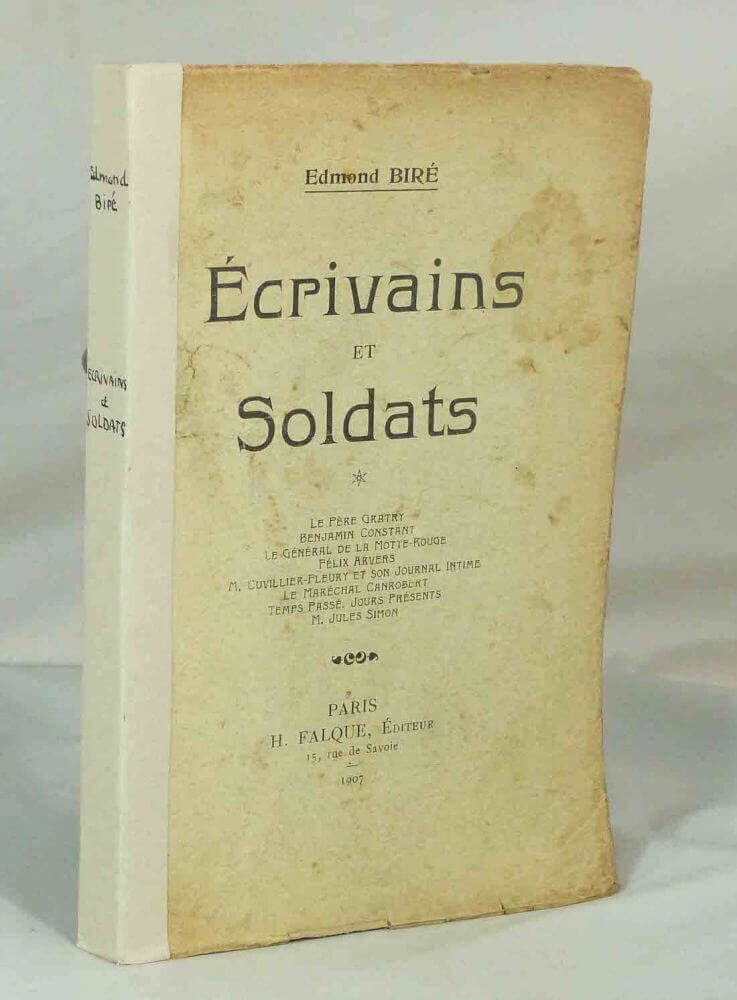 Edmond
BIRÉ
ECRIVAINS
et
SOLDATS
Edmond BIRÉ
Écrivains
ET
Soldats
LE PÈRE GRATRY
BENJAMIN CONSTANT
LE GÉNÉRAL DE LA MOTTE-ROUGE
FÉLIX ARVERS
M. CUVILLIER-FLEURY ET SON JOURNAL INTIME
LE MARÉCHAL CANROBERT
TEMPS PASSÉ, JOURS PRÉSENTS
M. JULES SIMON
PARIS
H. FALQUE, ÉDITEUR
15, rue de Savoie
1907